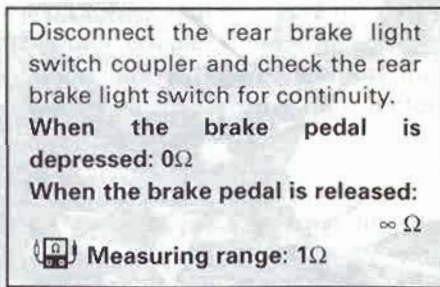 Disconnect the rear brake light
switch coupler and check the rear
brake light switch for continuity.
When the brake pedal is
depressed: 0Ω
When the brake pedal is released:
∞ Ω
Ω Measuring range: 1Ω